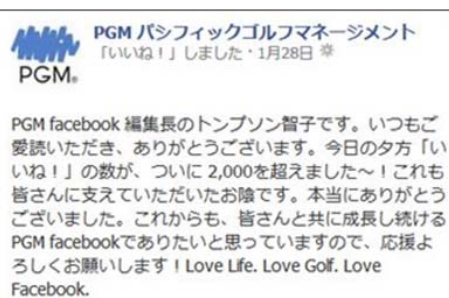 PGM パシフィックゴルフマネージメント
「いいね！」しました・1月28日
PGM®
PGM facebook 編集長のトンプソン智子です。いつもご
愛読いただき、ありがとうございます。今日の夕方「い
いね！」の数が、ついに 2,000を超えました～！これも
皆さんに支えていただいたお陰です。本当にありがとう
ございました。これからも、皆さんと共に成長し続ける
PGM facebookでありたいと思っていますので、応援よ
ろしくお願いします！Love Life. Love Golf. Love
Facebook.